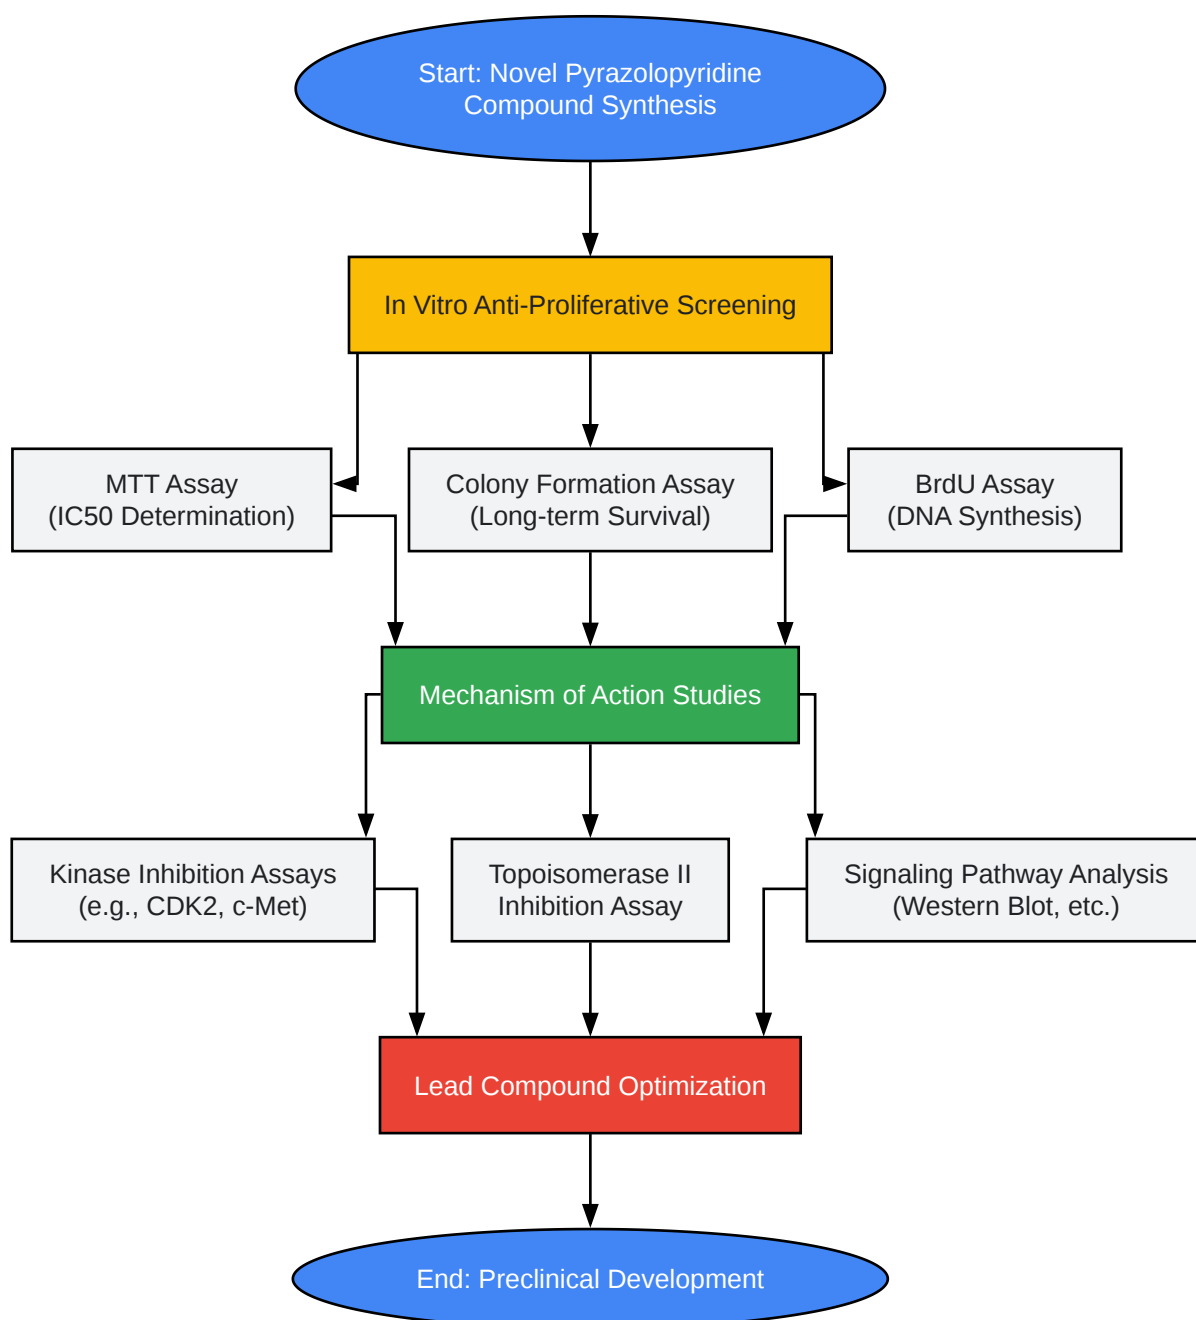 Start: Novel Pyrazolopyridine
Compound Synthesis
In Vitro Anti-Proliferative Screening
MTT Assay
(IC50 Determination)
Colony Formation Assay
(Long-term Survival)
BrdU Assay
(DNA Synthesis)
Mechanism of Action Studies
Kinase Inhibition Assays
(e.g., CDK2, c-Met)
Topoisomerase II
Inhibition Assay
Signaling Pathway Analysis
(Western Blot, etc.)
Lead Compound Optimization
End: Preclinical Development